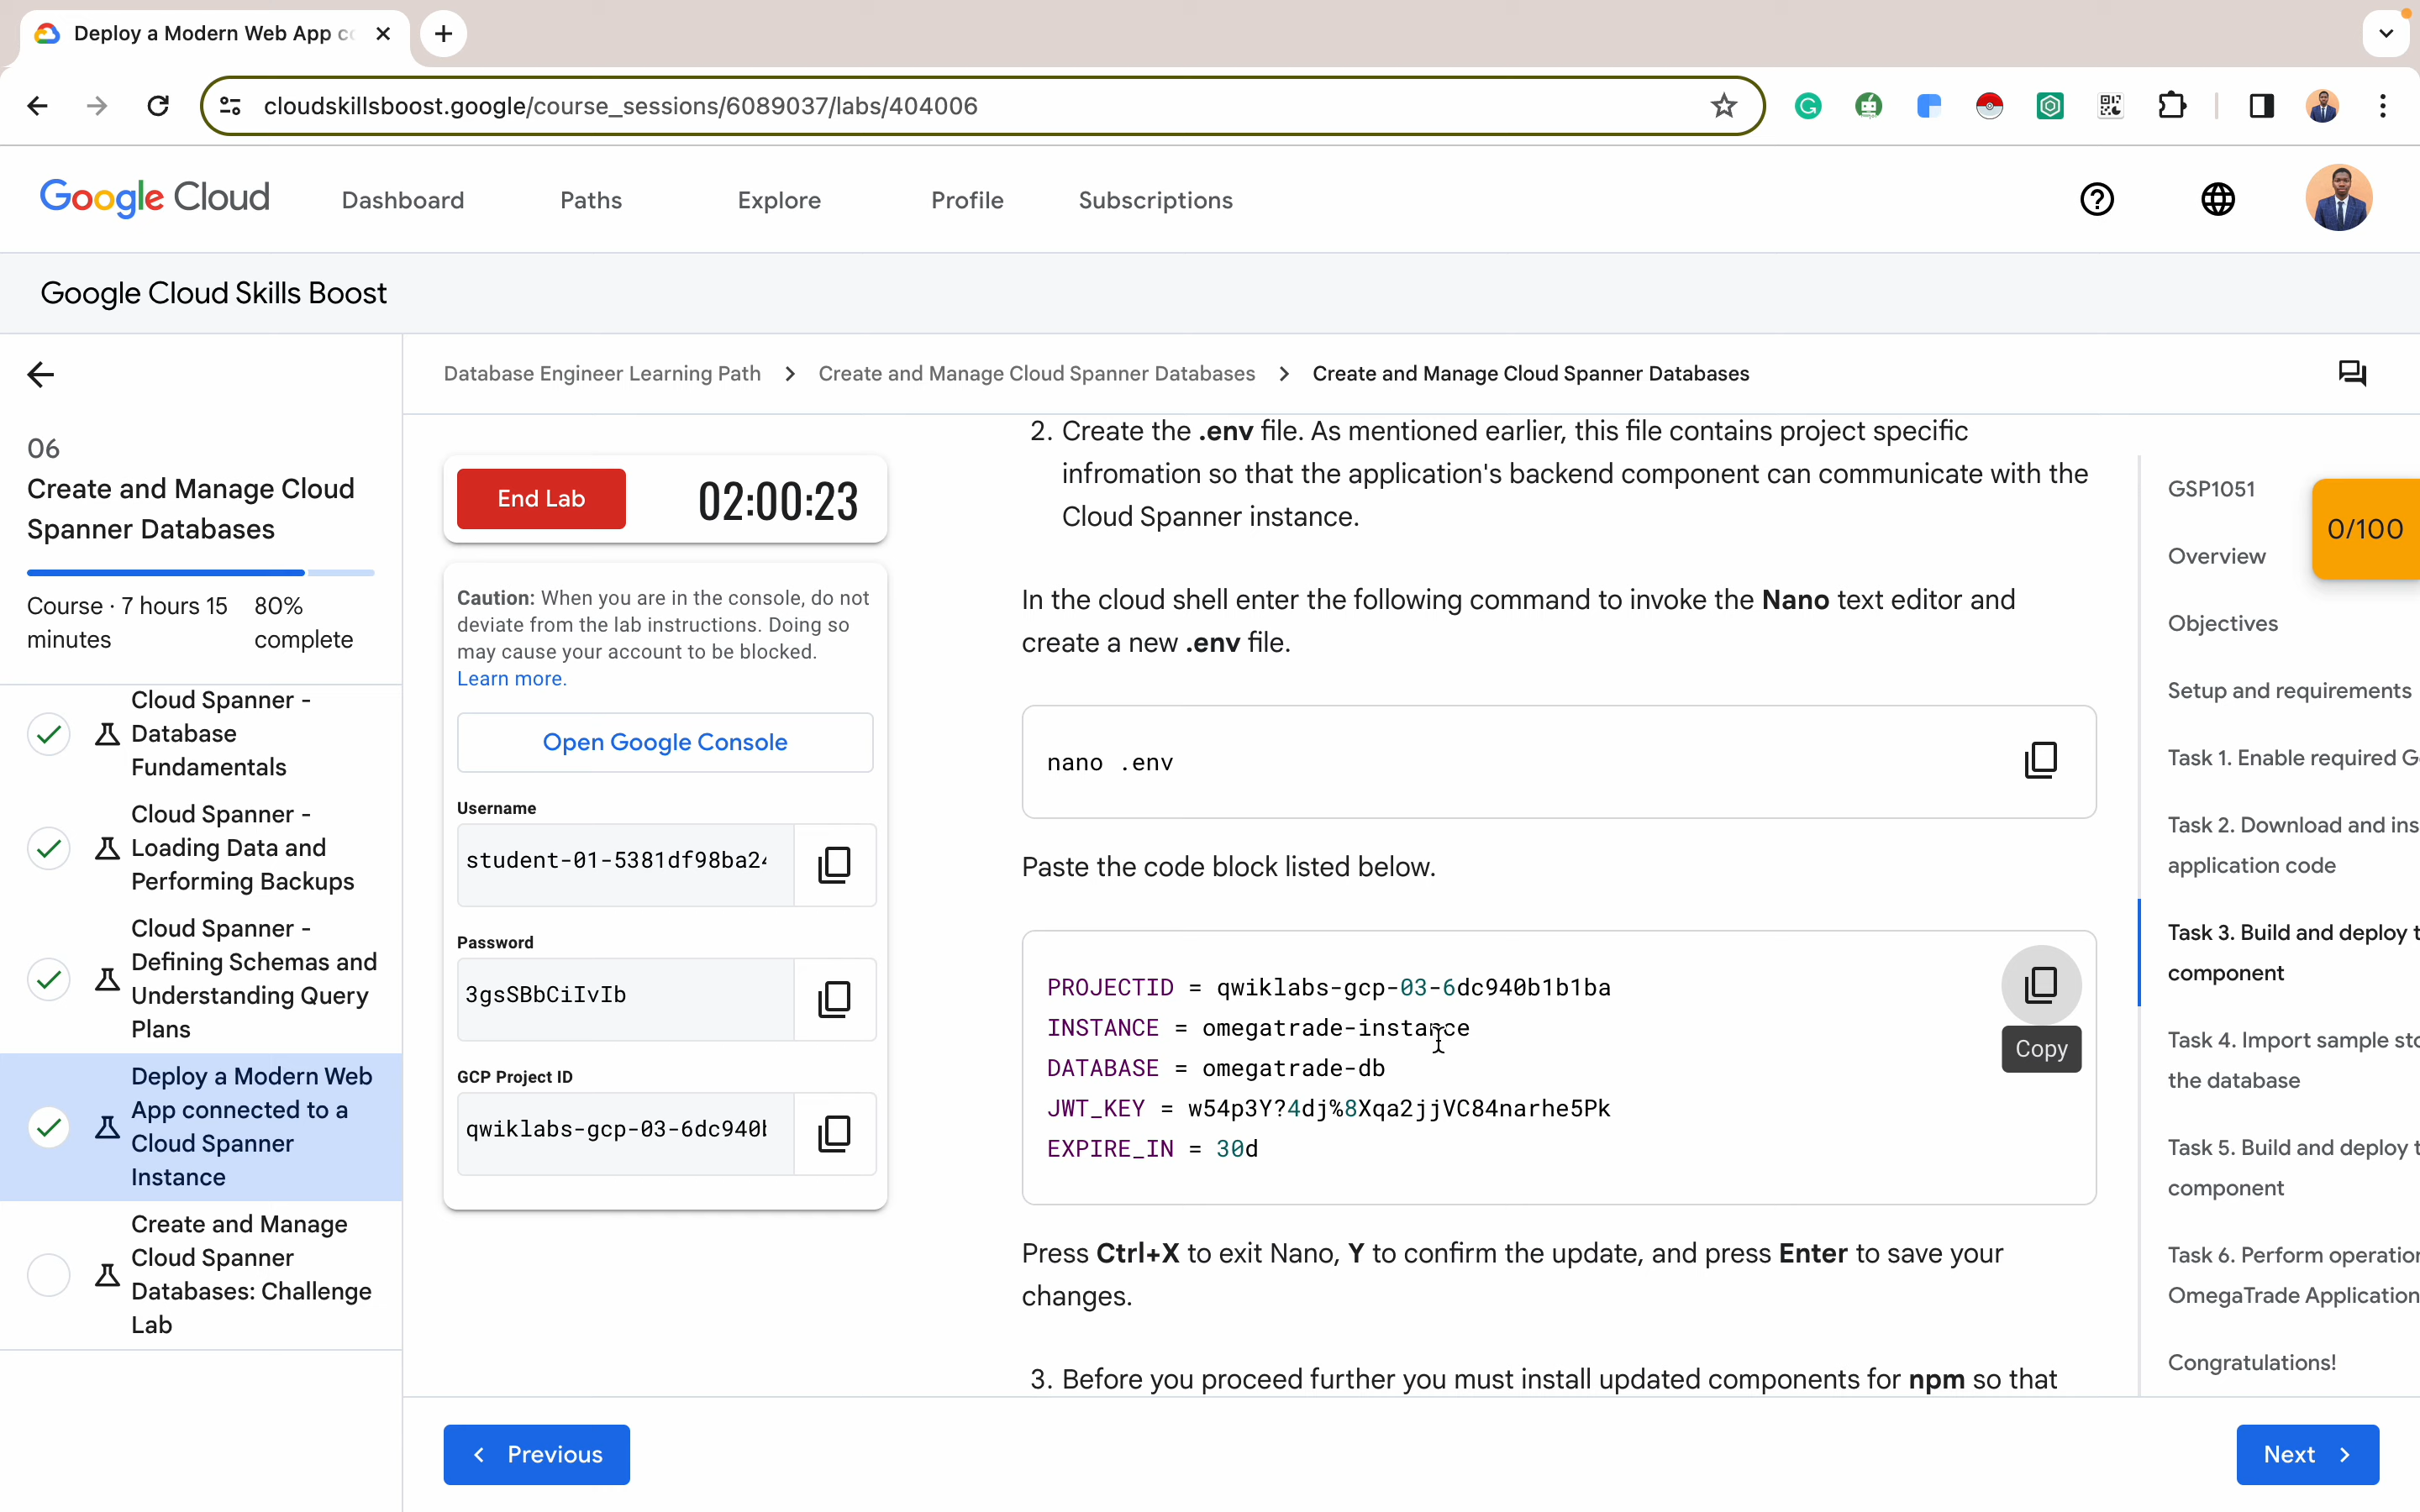 Deploy a Modern Web App
cloudskillsboost.google/course_sessions/6089037/labs/404006
Google Cloud
Dashboard
Paths
Explore
Profile
Subscriptions
Google Cloud Skills Boost
06
Create and Manage Cloud
Spanner Databases
Course · 7 hours 15
minutes
80%
complete
Cloud Spanner -
Database
Fundamentals
Cloud Spanner -
Loading Data and
Performing Backups
Cloud Spanner -
Defining Schemas and
Understanding Query
Plans
Deploy a Modern Web
App connected to a
Cloud Spanner
Instance
Create and Manage
Cloud Spanner
Databases: Challenge
Lab
Database Engineer Learning Path > Create and Manage Cloud Spanner Databases > Create and Manage Cloud Spanner Databases
End Lab
02:00:23
Caution: When you are in the console, do not
deviate from the lab instructions. Doing so
may cause your account to be blocked.
Learn more.
Open Google Console
Username
student-01-5381df98ba24
Password
3gsSBbCiIvIb
GCP Project ID
qwiklabs-gcp-03-6dc940b
2. Create the .env file. As mentioned earlier, this file contains project specific
infromation so that the application's backend component can communicate with the
Cloud Spanner instance.
In the cloud shell enter the following command to invoke the Nano text editor and
create a new .env file.
nano .env
Paste the code block listed below.
PROJECTID = qwiklabs-gcp-03-6dc940b1b1ba
INSTANCE = omegatrade-instance
DATABASE = omegatrade-db
JWT_KEY = w54p3Y?4dj%8Xqa2jjVC84narhe5Pk
EXPIRE_IN = 30d
Copy
Press Ctrl+X to exit Nano, Y to confirm the update, and press Enter to save your
changes.
3. Before you proceed further you must install updated components for npm so that
GSP1051
0/100
Overview
Objectives
Setup and requirements
Task 1. Enable required G
Task 2. Download and ins
application code
Task 3. Build and deploy t
component
Task 4. Import sample sto
the database
Task 5. Build and deploy t
component
Task 6. Perform operation
OmegaTrade Application
Congratulations!
Previous
Next